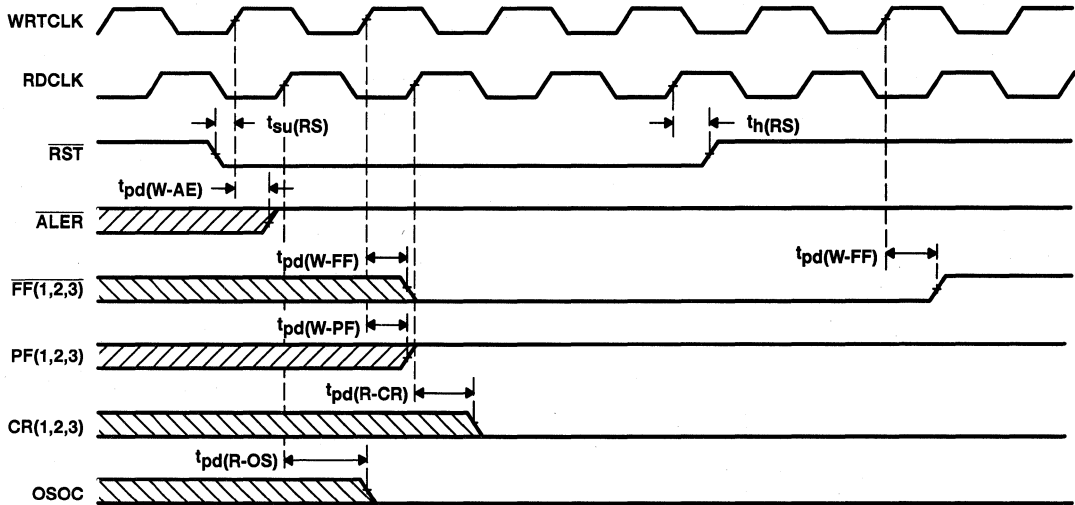 WRTCLK
RDCLK
tsu(RS)
th(RS)
RST
tpd(W-AE)
ALER
tpd(W-FF)
tpd(W-FF)
FF(1,2,3)
tpd(W-PF)
PF(1,2,3)
tpd(R-CR)
CR(1,2,3)
tpd(R-OS)
OSOC